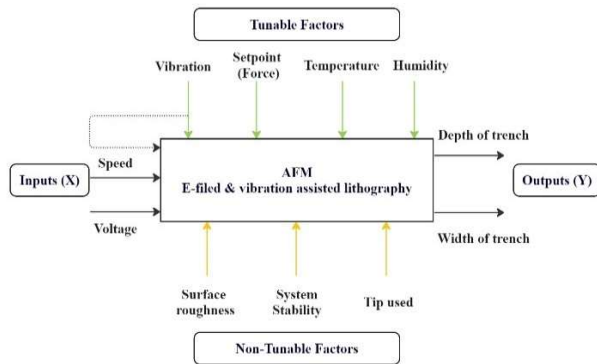 Tunable Factors
Vibration
Setpoint
(Force)
Temperature
Humidity
Depth of trench
Speed
AFM
E-filed & vibration assisted lithography
Inputs (X)
Outputs (Y)
Voltage
Width of trench
Surface
roughness
System
Stability
Tip used
Non-Tunable Factors